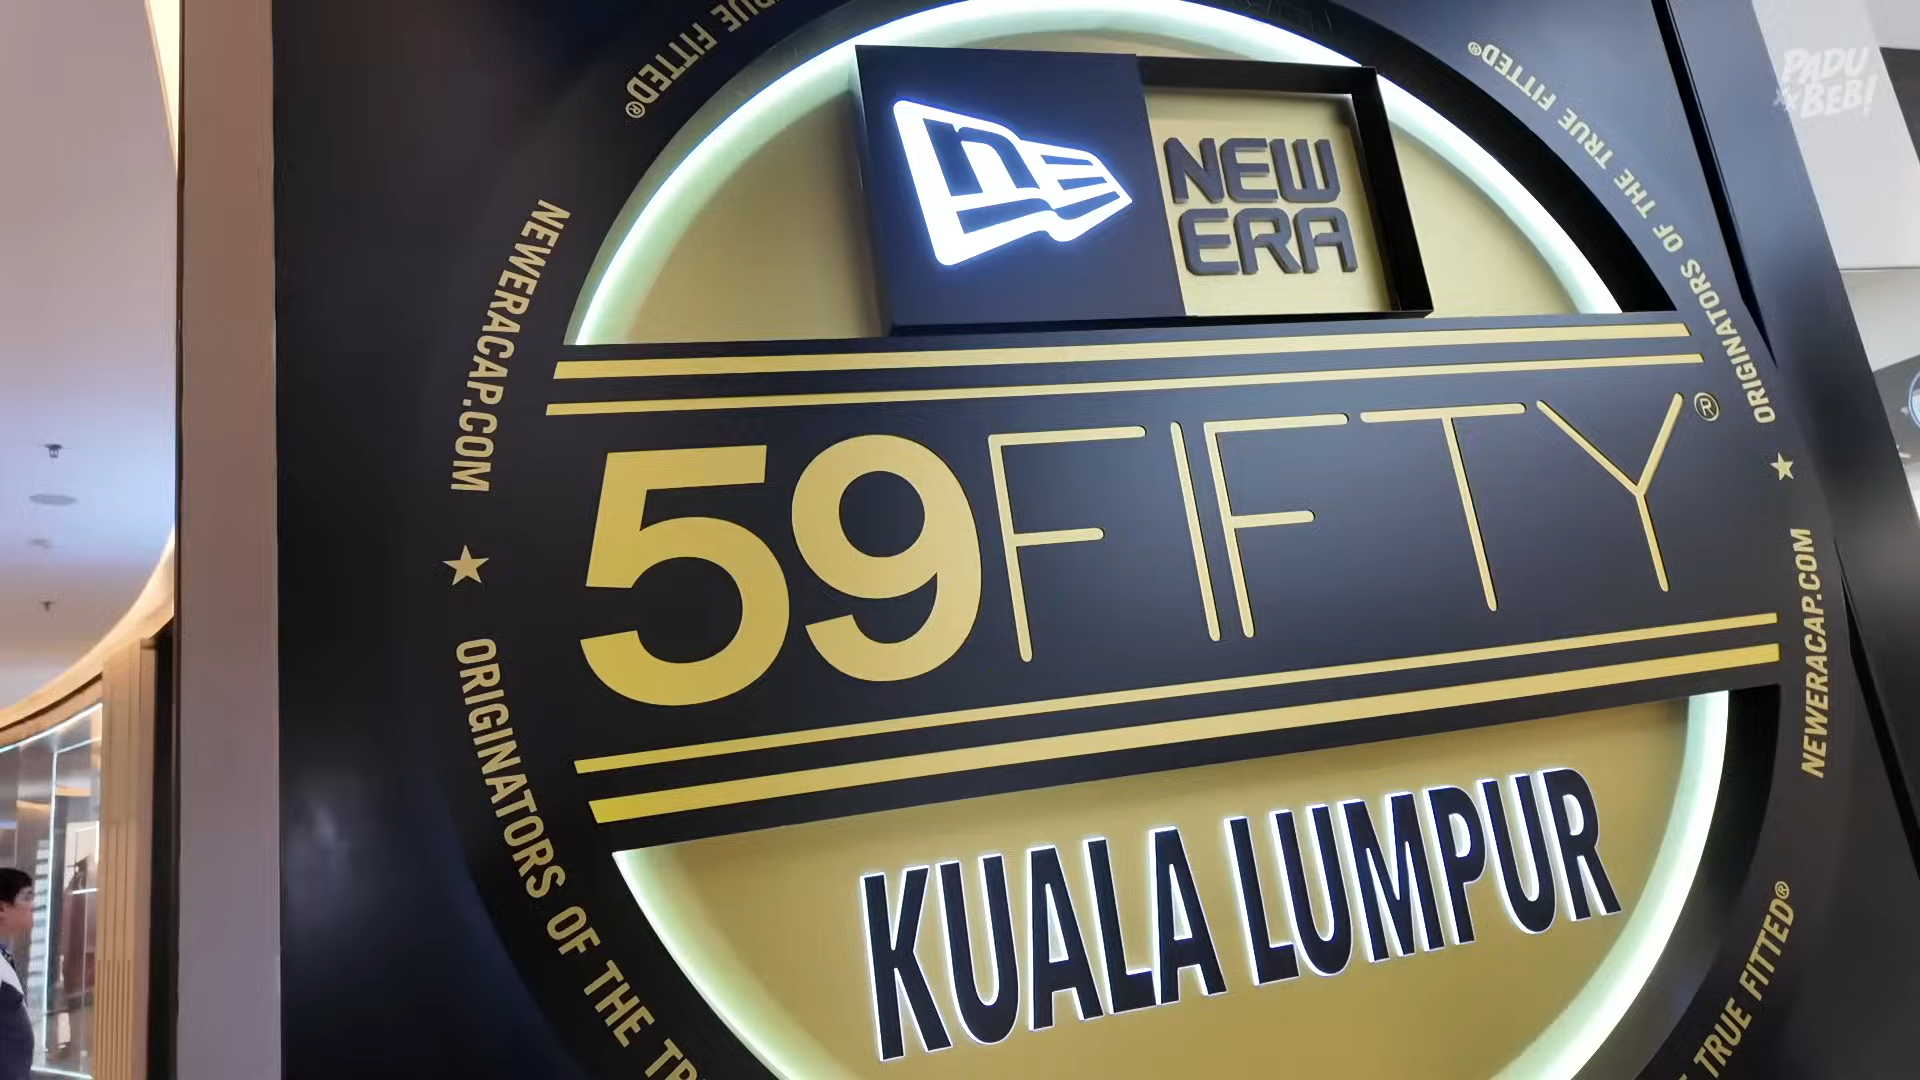 NEW
ERA
59FIFTY®
KUALA LUMPUR
TRUE FITTED®
NEWERACAP.COM
★ ORIGINATORS OF THE
ORIGINATORS OF THE TRUE FITTED®
★ NEWERACAP.COM
TRUE FITTED®
PADU
BEB!